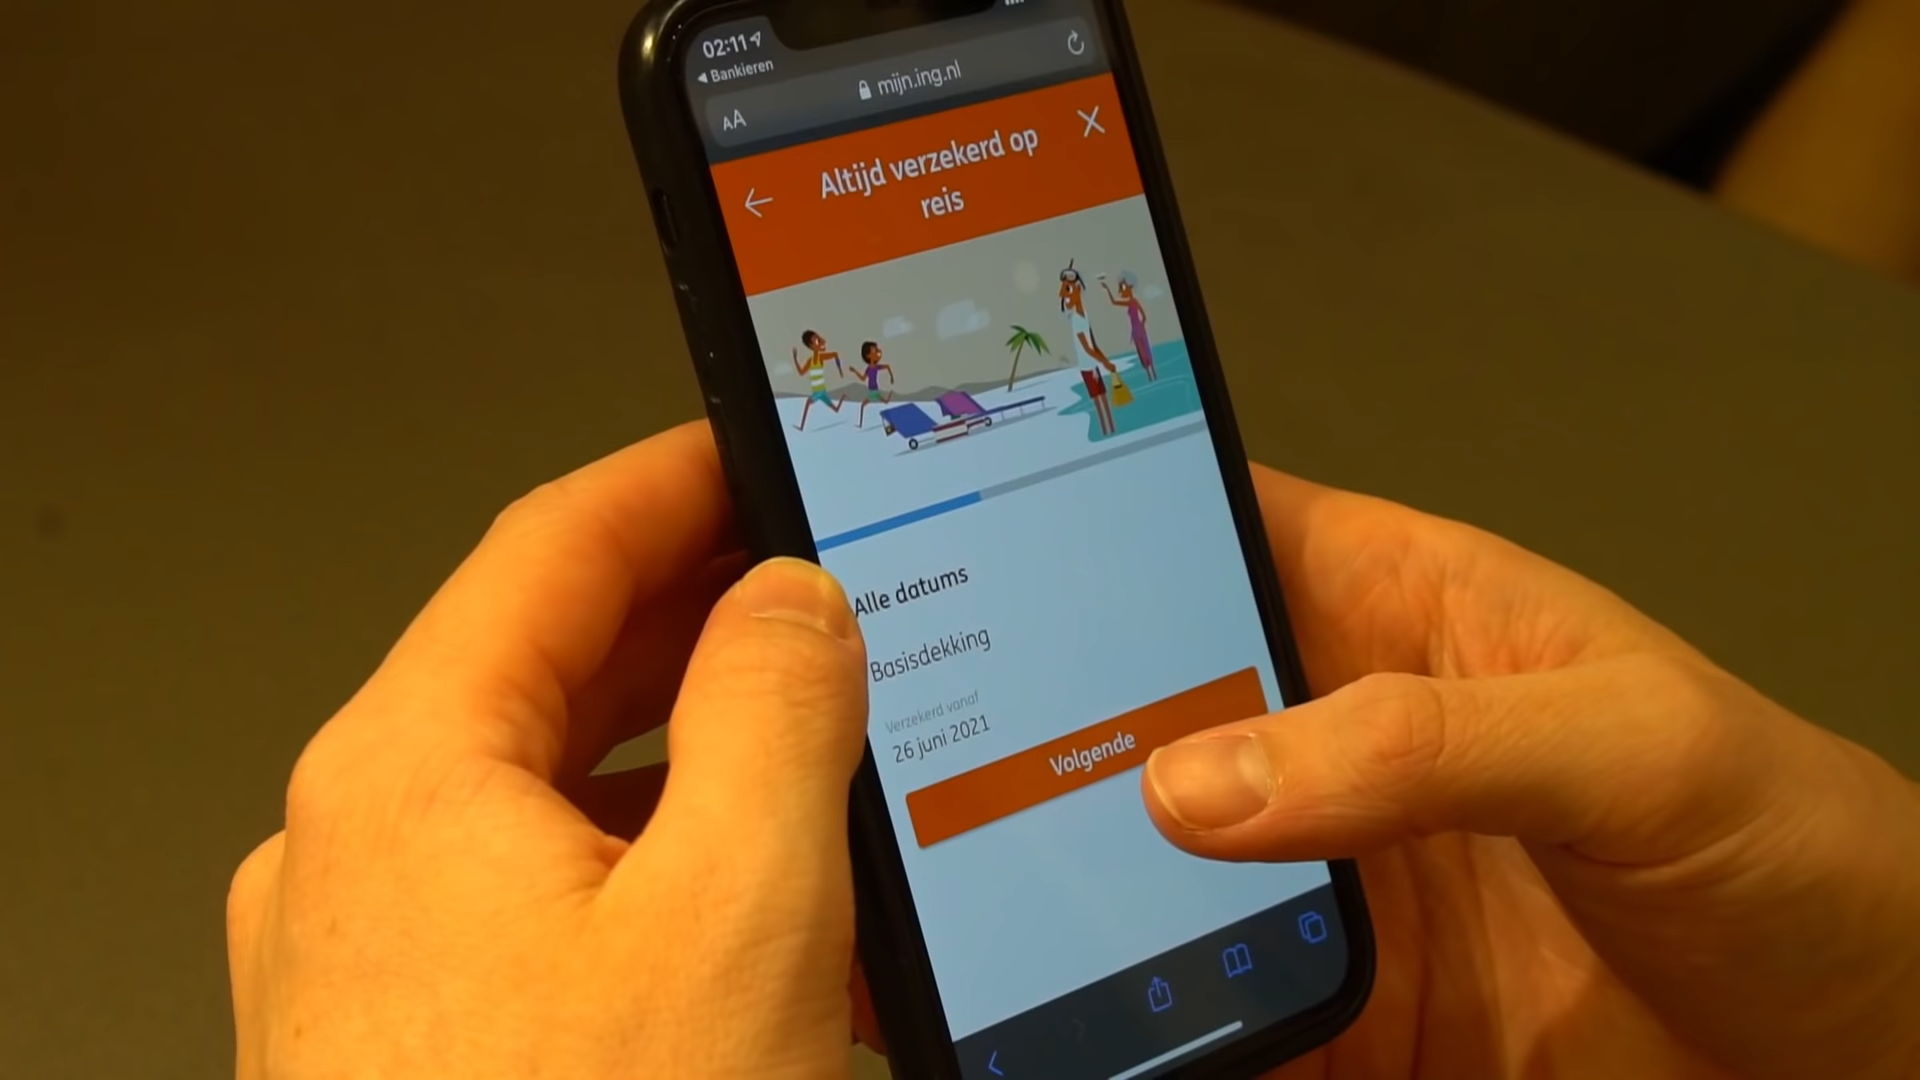 02:11
Bankieren
AA
mijn.ing.nl
Altijd verzekerd op
reis
Alle datums
Basisdekking
Verzekerd vanaf
26 juni 2021
Volgende